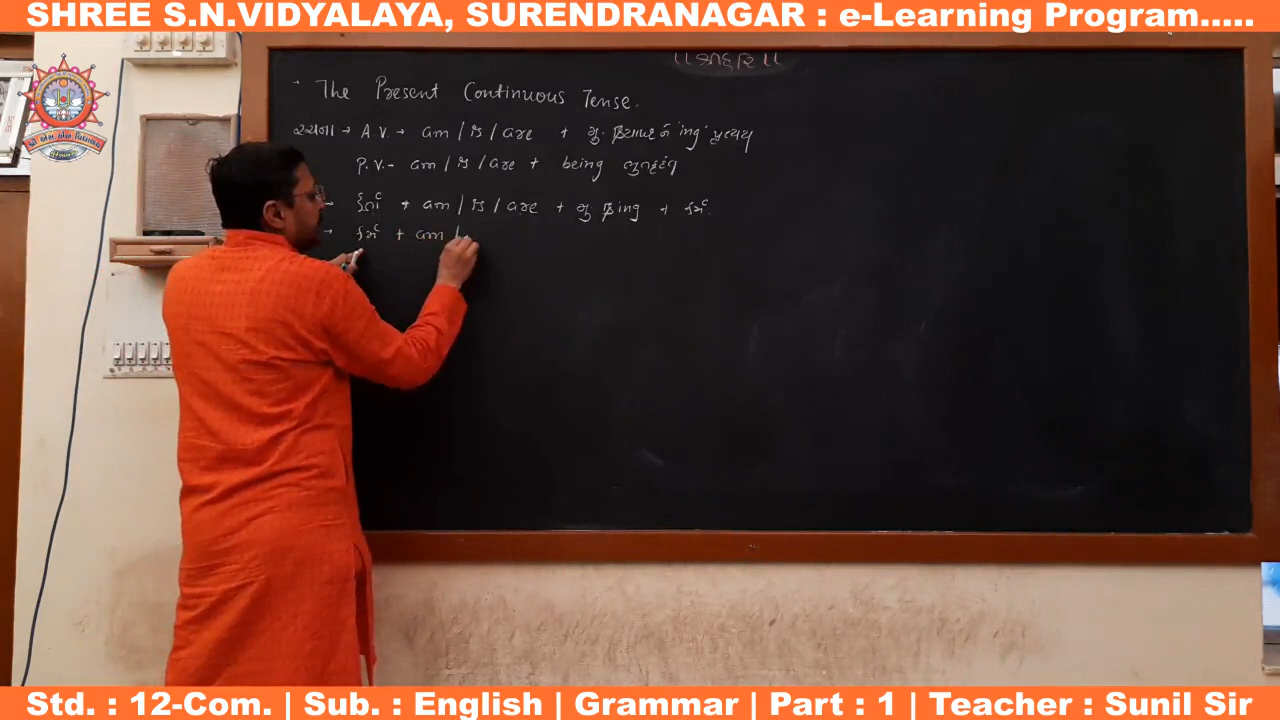 SHREE S.N.VIDYALAYA, SURENDRANAGAR : e-Learning Program.....
The Present Continuous Tense.
રચના → A.V. → am / is / are + મુ. ક્રિયાપદને 'ing' પ્રત્યય
P.V. - am / is / are + being ભૂતકૃદંત
→ કર્તા + am / is / are + મુ. ક્રિ ing + કર્મ.
→ કર્મ + am /
Std. : 12-Com. | Sub. : English | Grammar | Part : 1 | Teacher : Sunil Sir